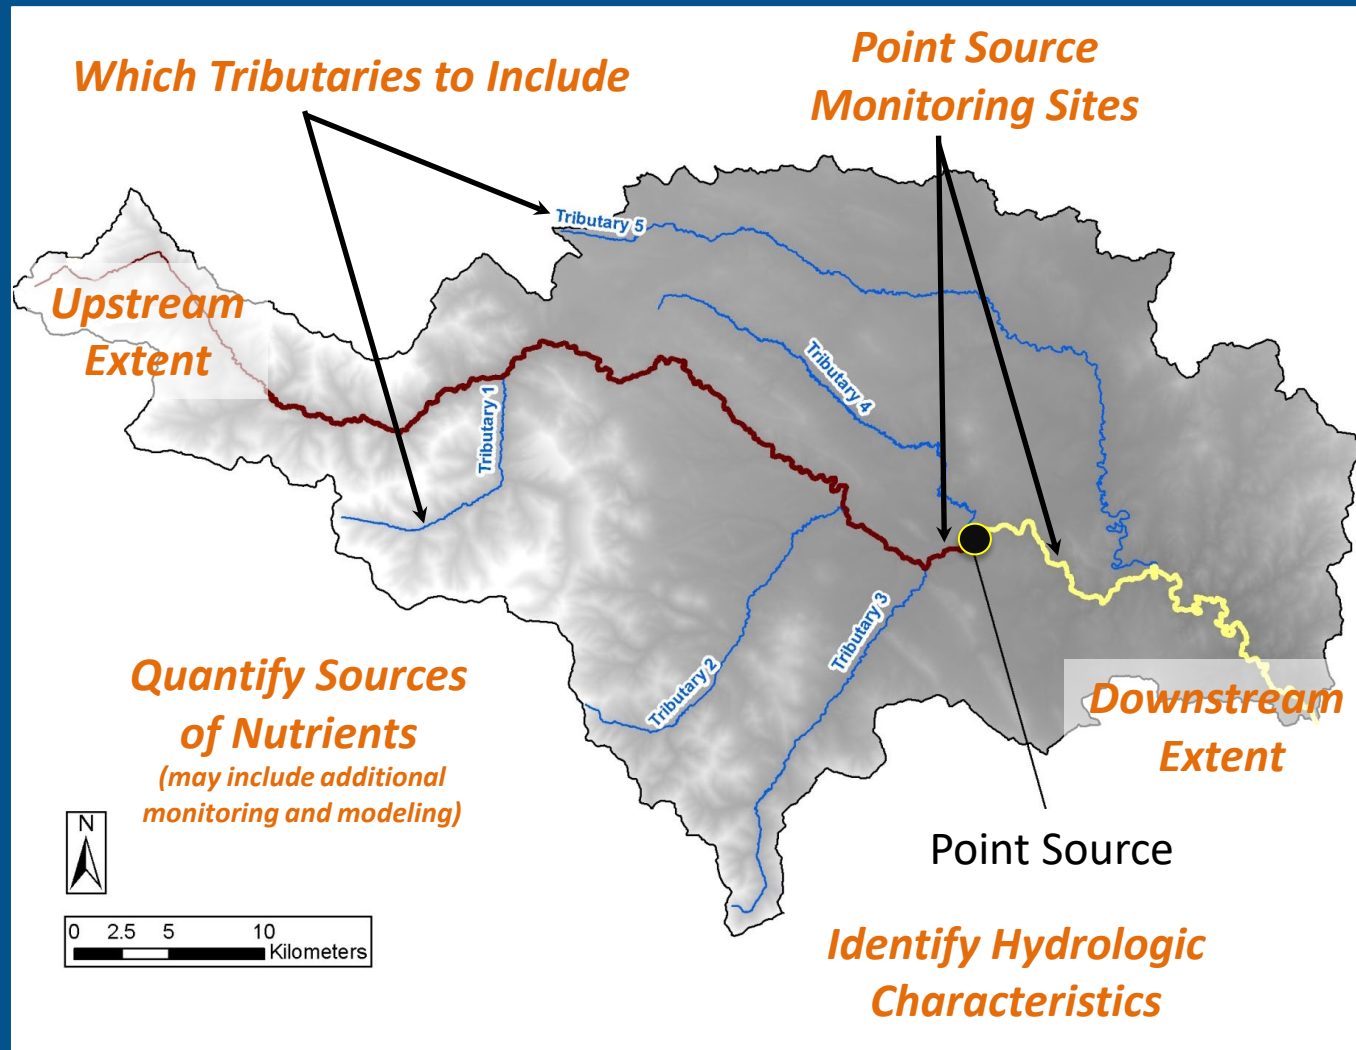 Which Tributaries to Include
Point Source
Monitoring Sites
Tributary 5
Upstream
Extent
Tributary 4
Tributary 1
Tributary 3
Tributary 2
Quantify Sources
of Nutrients
(may include additional
monitoring and modeling)
Downstream
Extent
N
Point Source
0 2.5 5 10
Kilometers
Identify Hydrologic
Characteristics